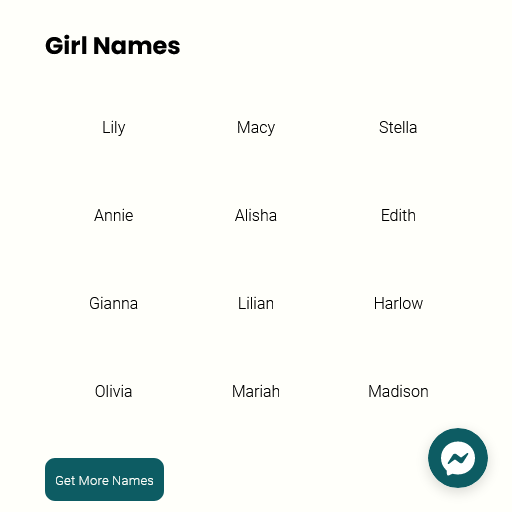 Girl Names
Lily Macy Stella
Annie Alisha Edith
Gianna Lilian Harlow
Olivia Mariah Madison
Get More Names